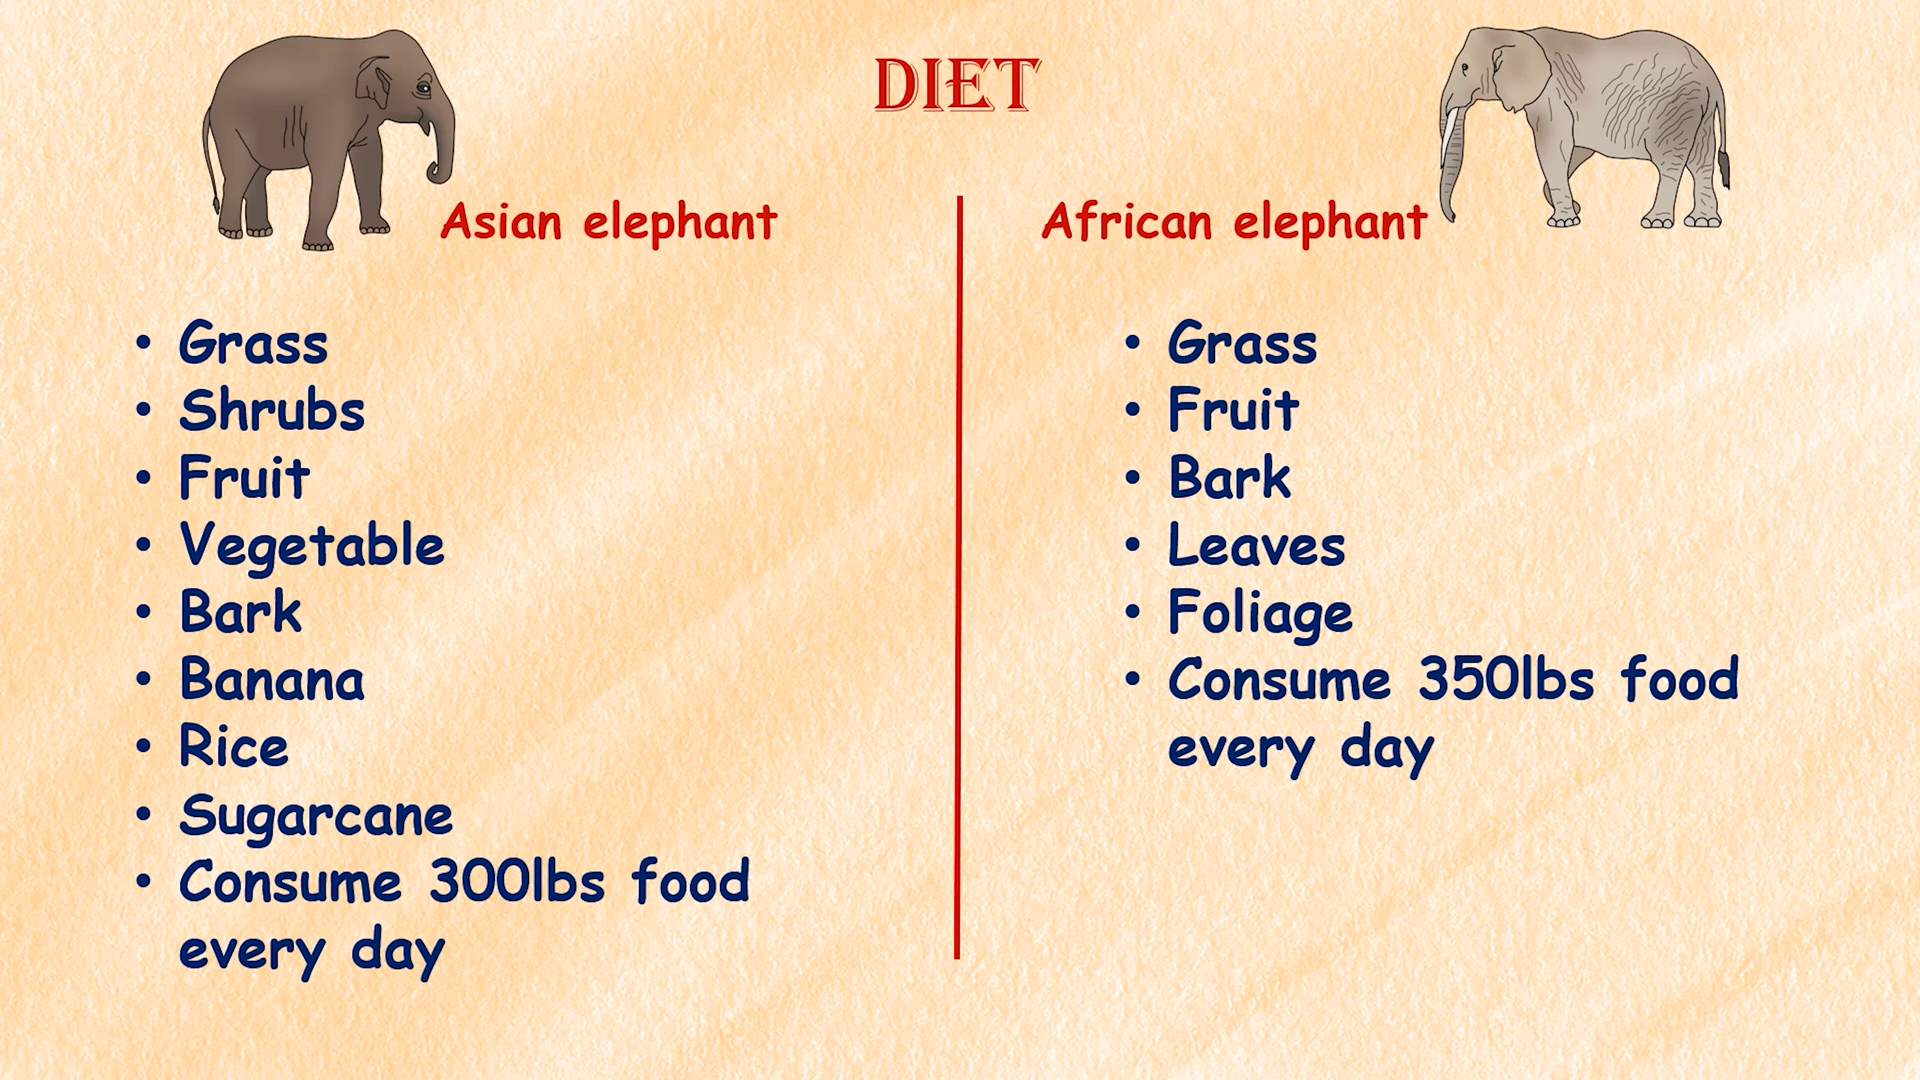 DIET
Asian elephant
• Grass
• Shrubs
• Fruit
• Vegetable
• Bark
• Banana
• Rice
• Sugarcane
• Consume 300lbs food
every day
African elephant
• Grass
• Fruit
• Bark
• Leaves
• Foliage
• Consume 350lbs food
every day